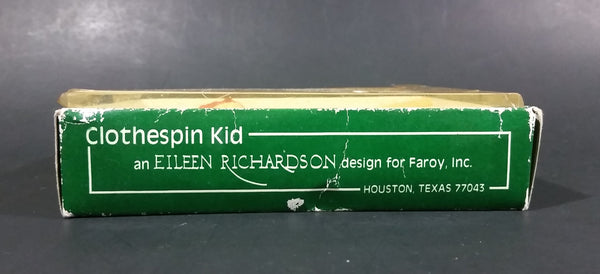 Clothespin Kid
an EILEEN RICHARDSON design for Faroy, Inc.
HOUSTON, TEXAS 77043